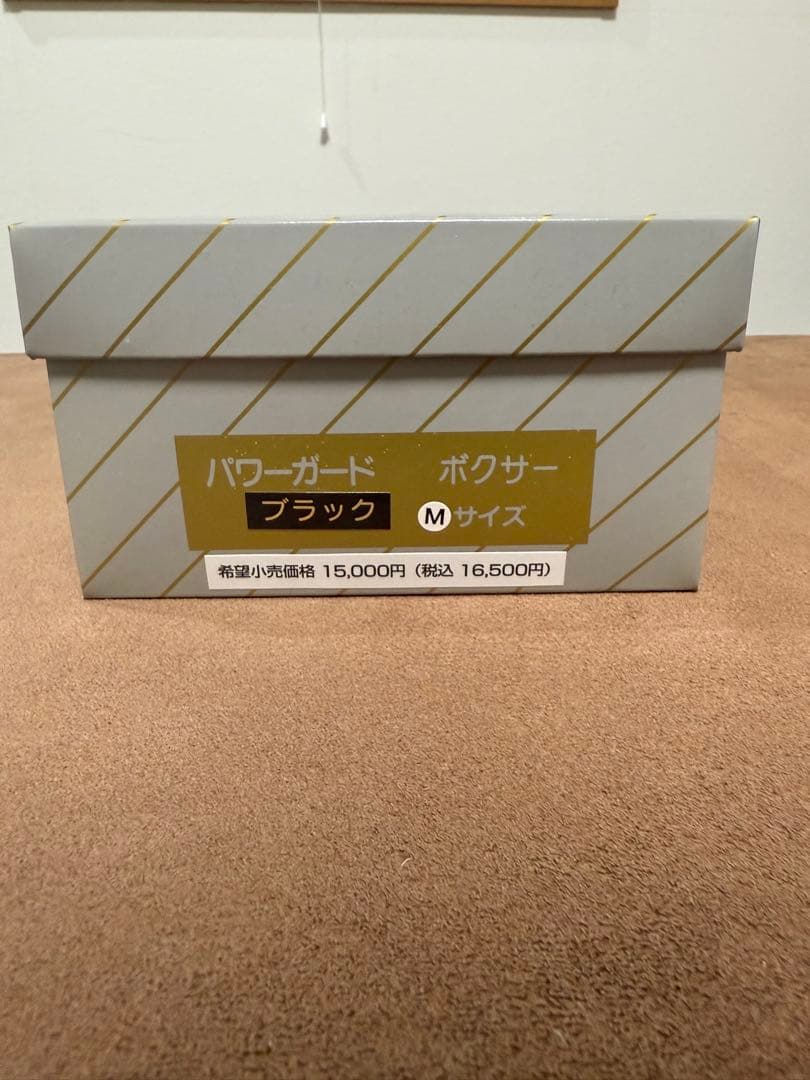 パワーガード ボクサー
ブラック Ⓜサイズ
希望小売価格 15,000円（税込 16,500円）